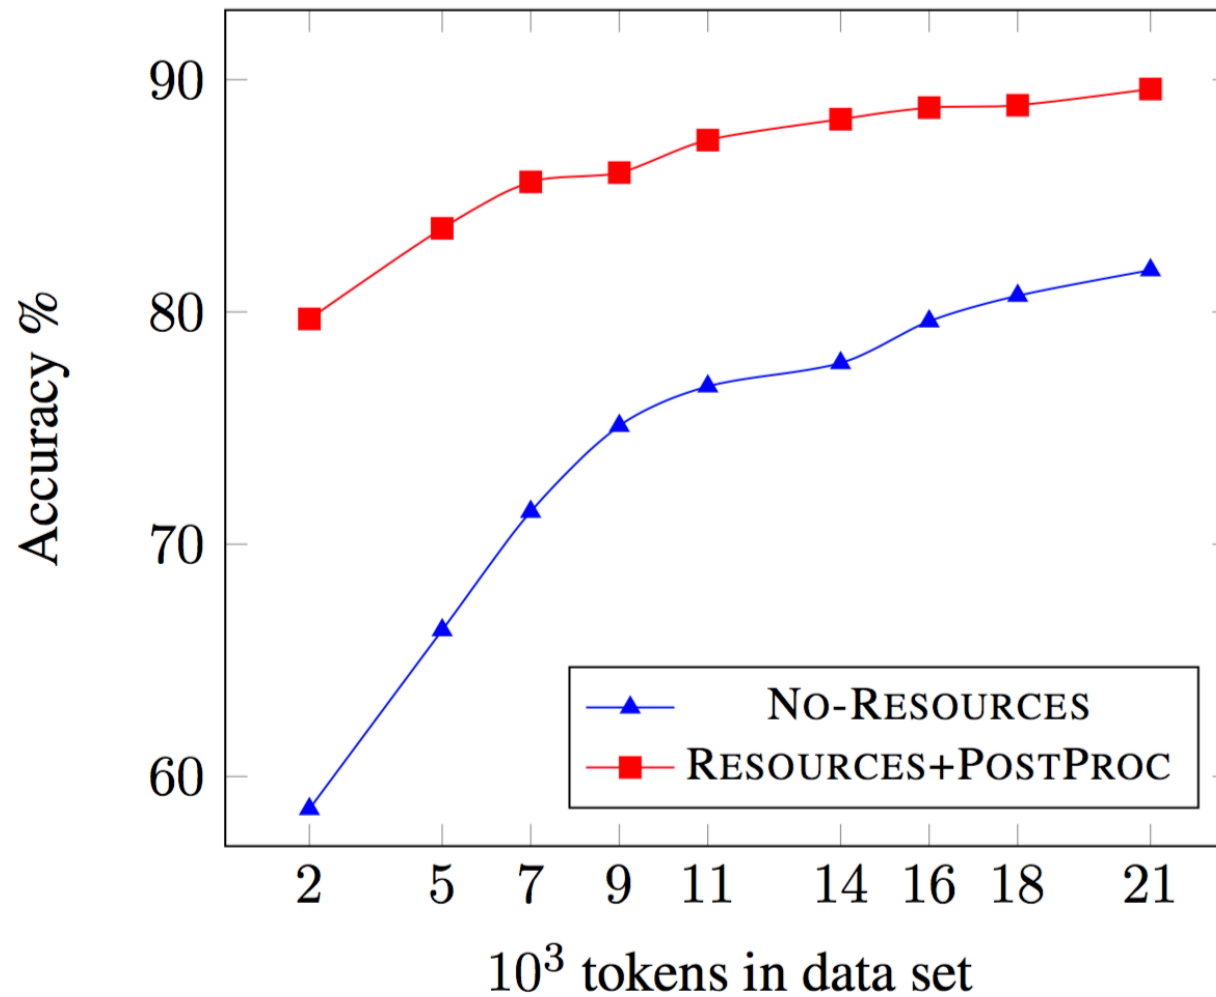 90
80
70
60
Accuracy %
No-Resources
Resources+PostProc
2 5 7 9 11 14 16 18 21
10³ tokens in data set